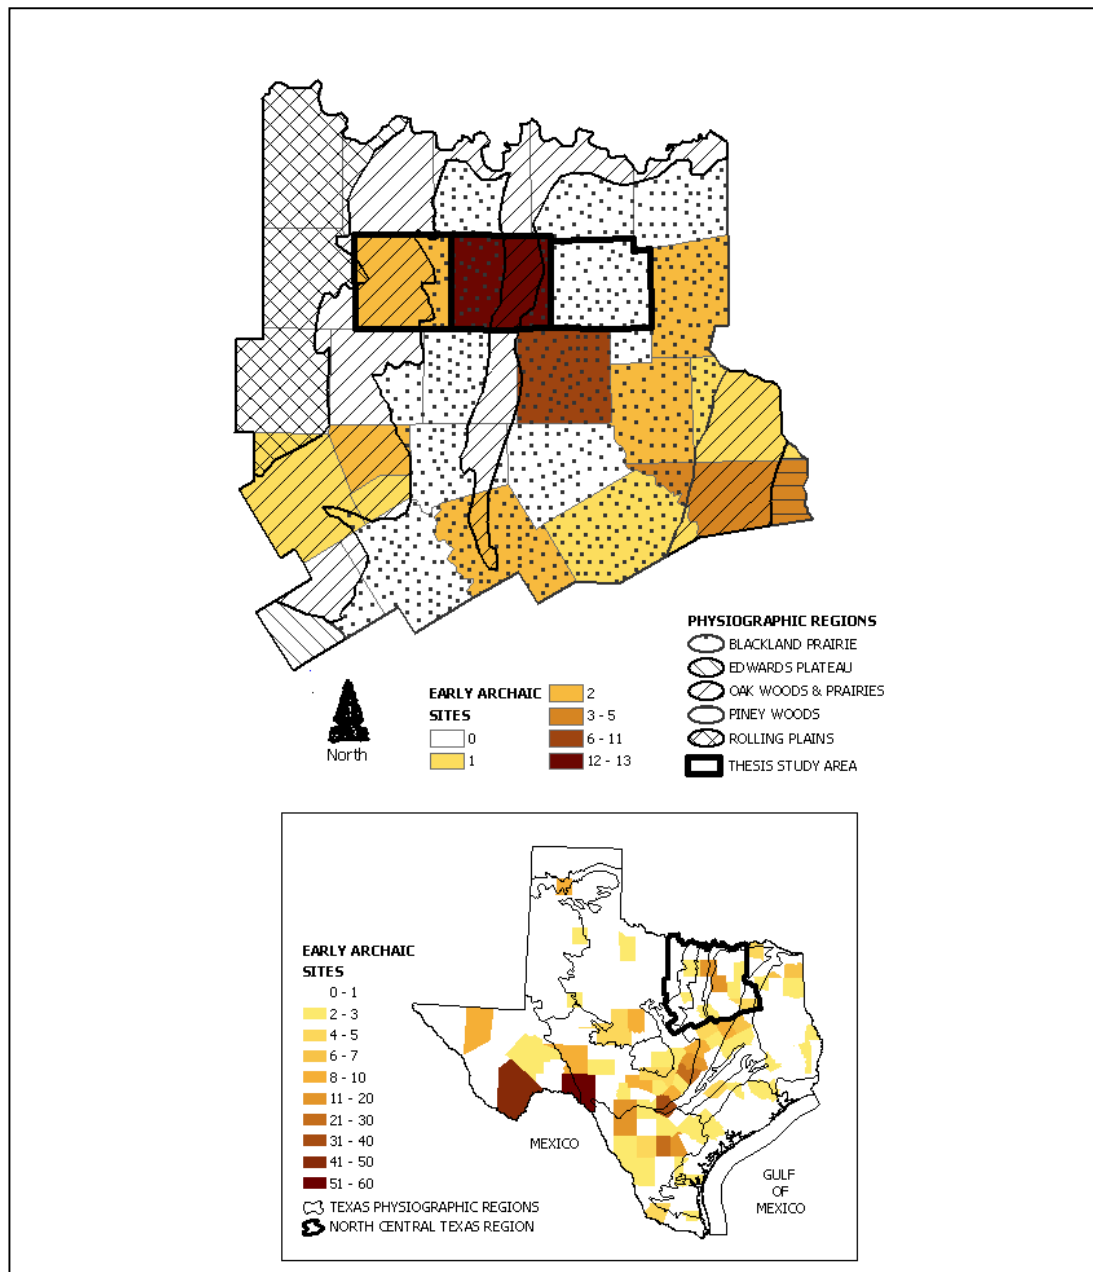 PHYSIOGRAPHIC REGIONS
BLACKLAND PRAIRIE
EDWARDS PLATEAU
OAK WOODS & PRAIRIES
PINEY WOODS
ROLLING PLAINS
THESIS STUDY AREA
North
EARLY ARCHAIC
SITES
0
1
2
3 - 5
6 - 11
12 - 13
EARLY ARCHAIC
SITES
0 - 1
2 - 3
4 - 5
6 - 7
8 - 10
11 - 20
21 - 30
31 - 40
41 - 50
51 - 60
TEXAS PHYSIOGRAPHIC REGIONS
NORTH CENTRAL TEXAS REGION
MEXICO
GULF
OF
MEXICO